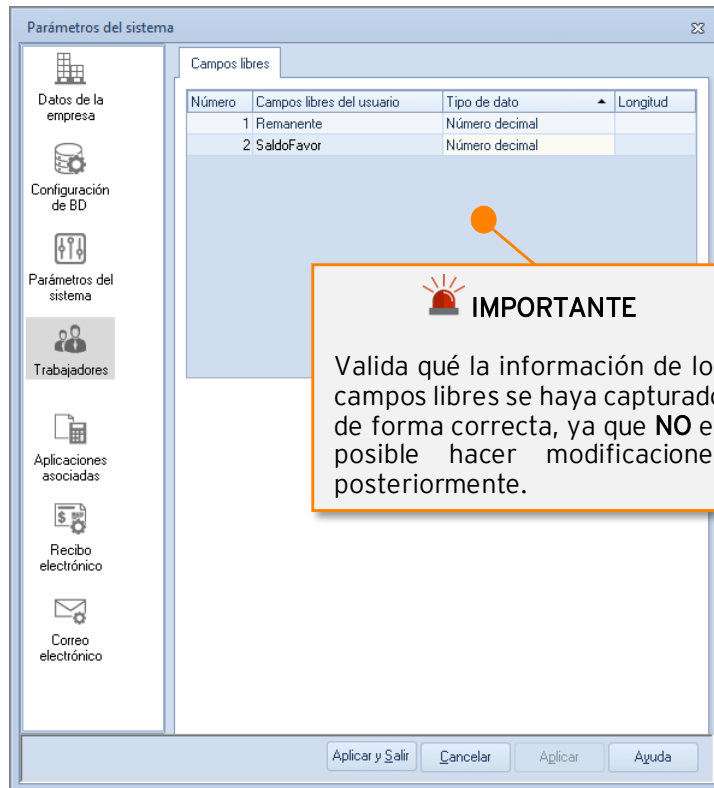 Parámetros del sistema
Datos de la
empresa
Configuración
de BD
Parámetros del
sistema
Trabajadores
Aplicaciones
asociadas
Recibo
electrónico
Correo
electrónico
Campos libres
Número Campos libres del usuario Tipo de dato Longitud
1 Remanente Número decimal
2 SaldoFavor Número decimal
IMPORTANTE
Valida qué la información de lo
campos libres se haya capturado
de forma correcta, ya que NO e
posible hacer modificacione
posteriormente.
Aplicar y Salir Cancelar Aplicar Ayuda